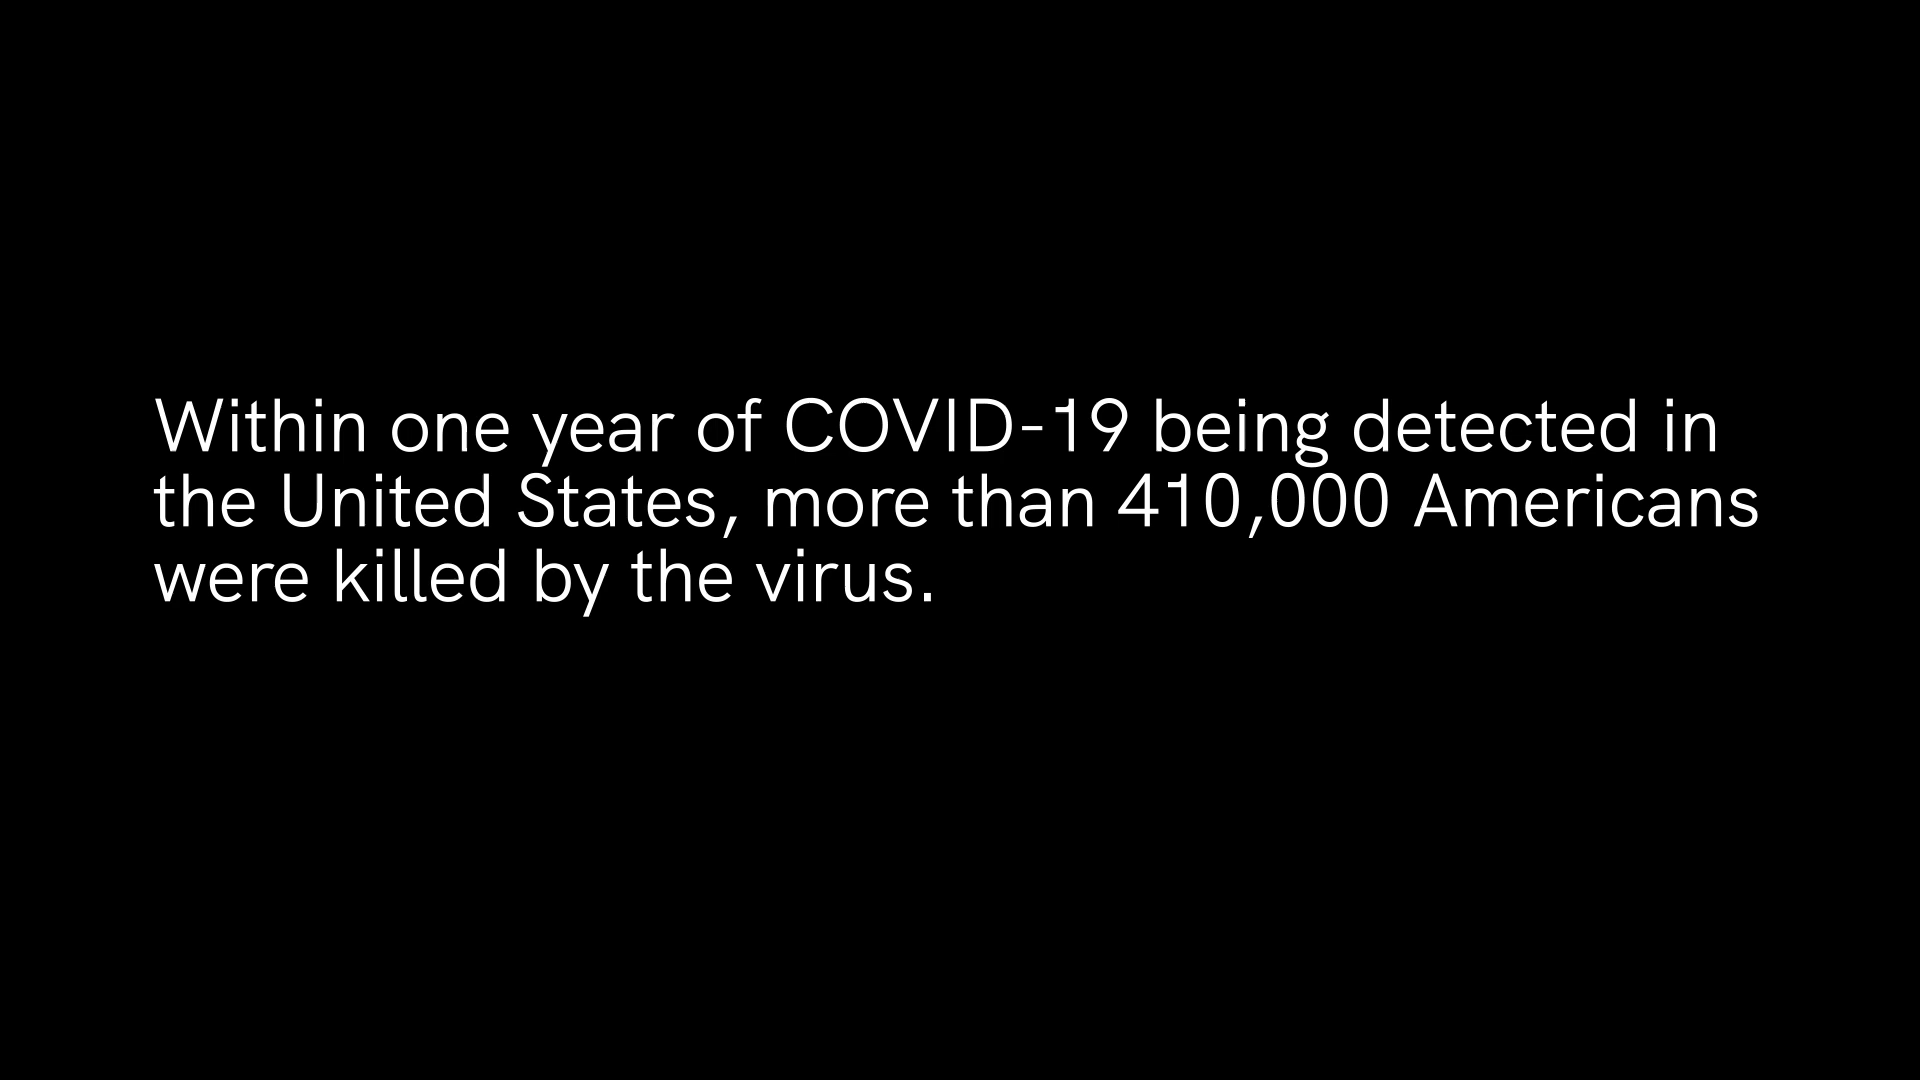 Within one year of COVID-19 being detected in
the United States, more than 410,000 Americans
were killed by the virus.